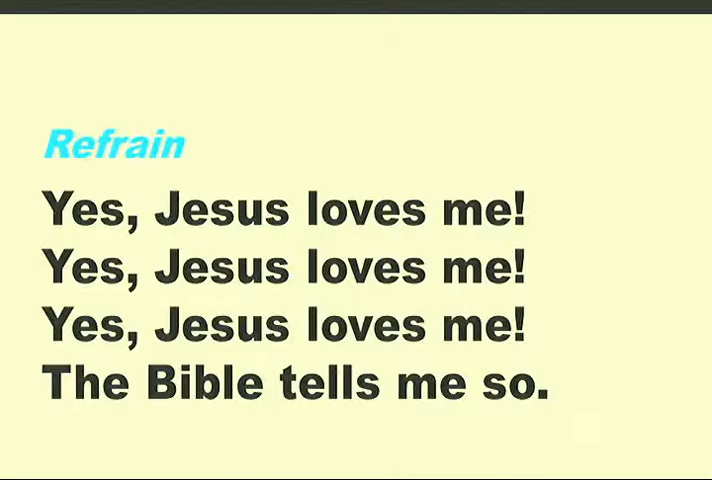 Refrain
Yes, Jesus loves me!
Yes, Jesus loves me!
Yes, Jesus loves me!
The Bible tells me so.